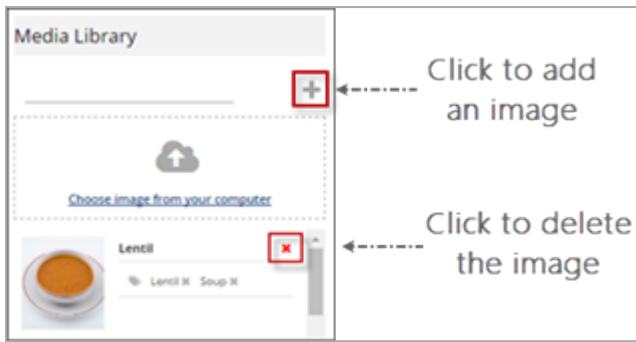 Media Library
Click to add
an image
Choose image from your computer
Lentil
Lentil Soup
Click to delete
the image